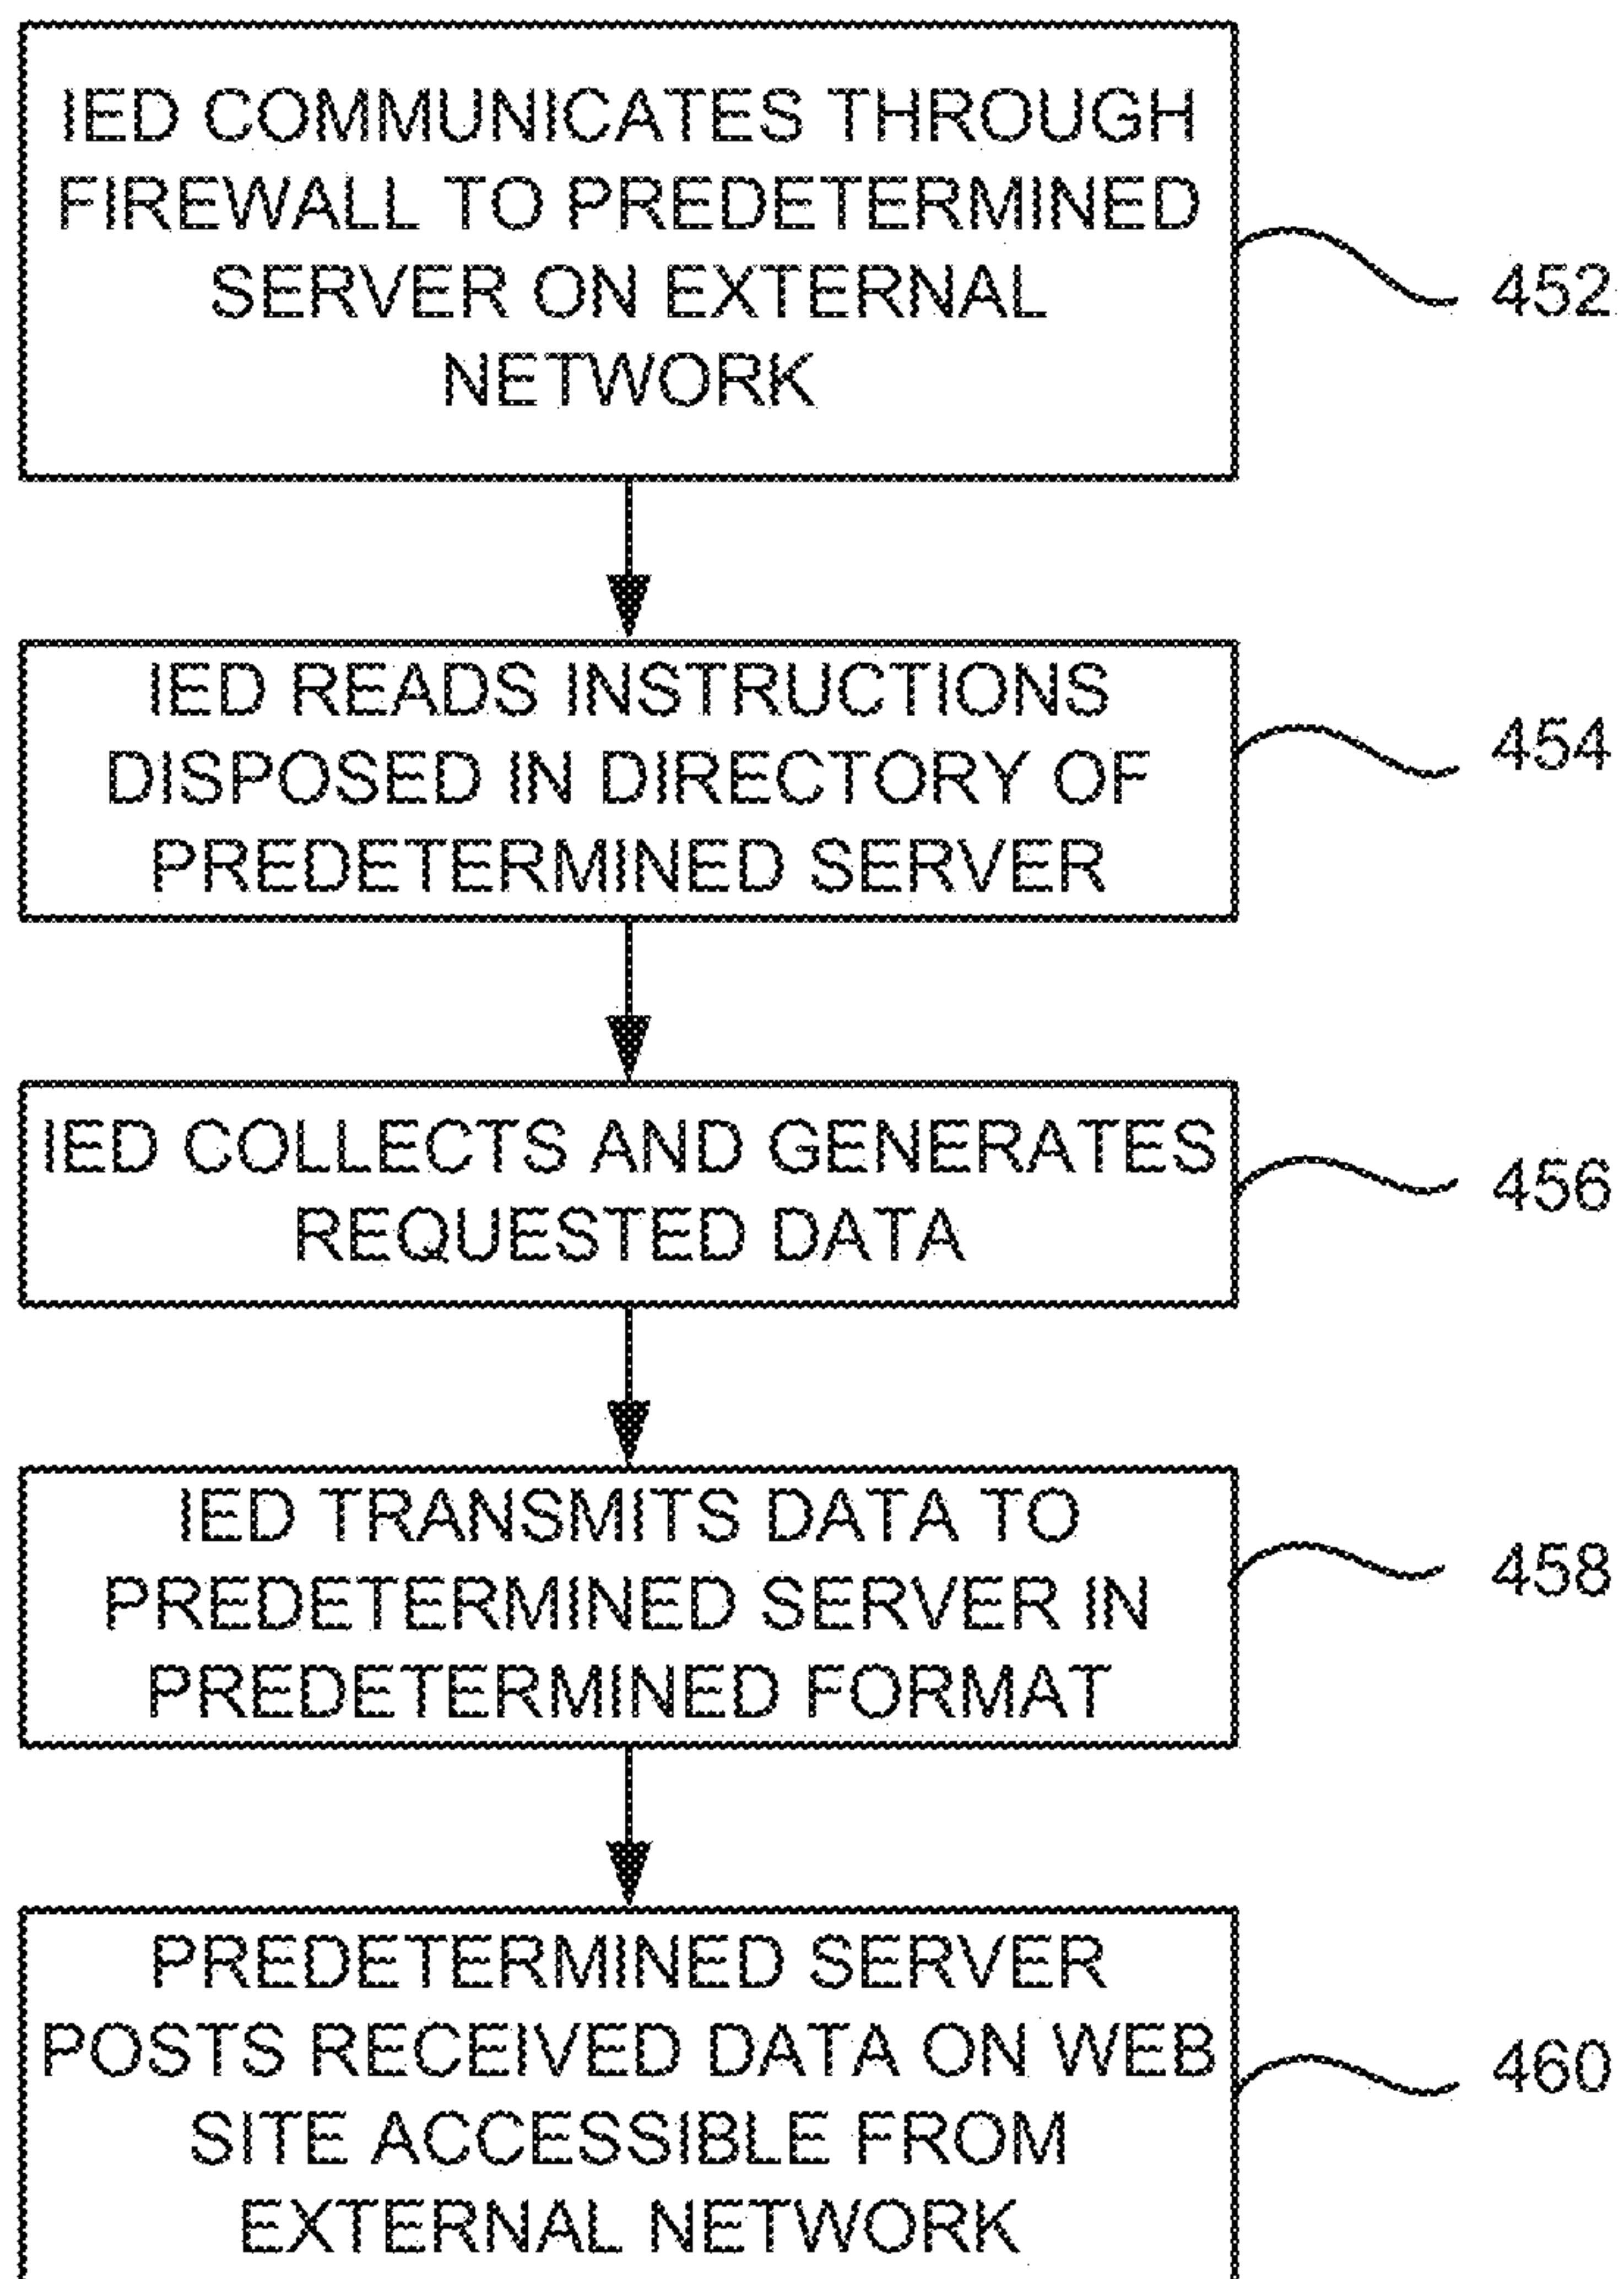 IED COMMUNICATES THROUGH
FIREWALL TO PREDETERMINED
SERVER ON EXTERNAL
NETWORK
452
IED READS INSTRUCTIONS
DISPOSED IN DIRECTORY OF
PREDETERMINED SERVER
454
IED COLLECTS AND GENERATES
REQUESTED DATA
456
IED TRANSMITS DATA TO
PREDETERMINED SERVER IN
PREDETERMINED FORMAT
458
PREDETERMINED SERVER
POSTS RECEIVED DATA ON WEB
SITE ACCESSIBLE FROM
EXTERNAL NETWORK
460